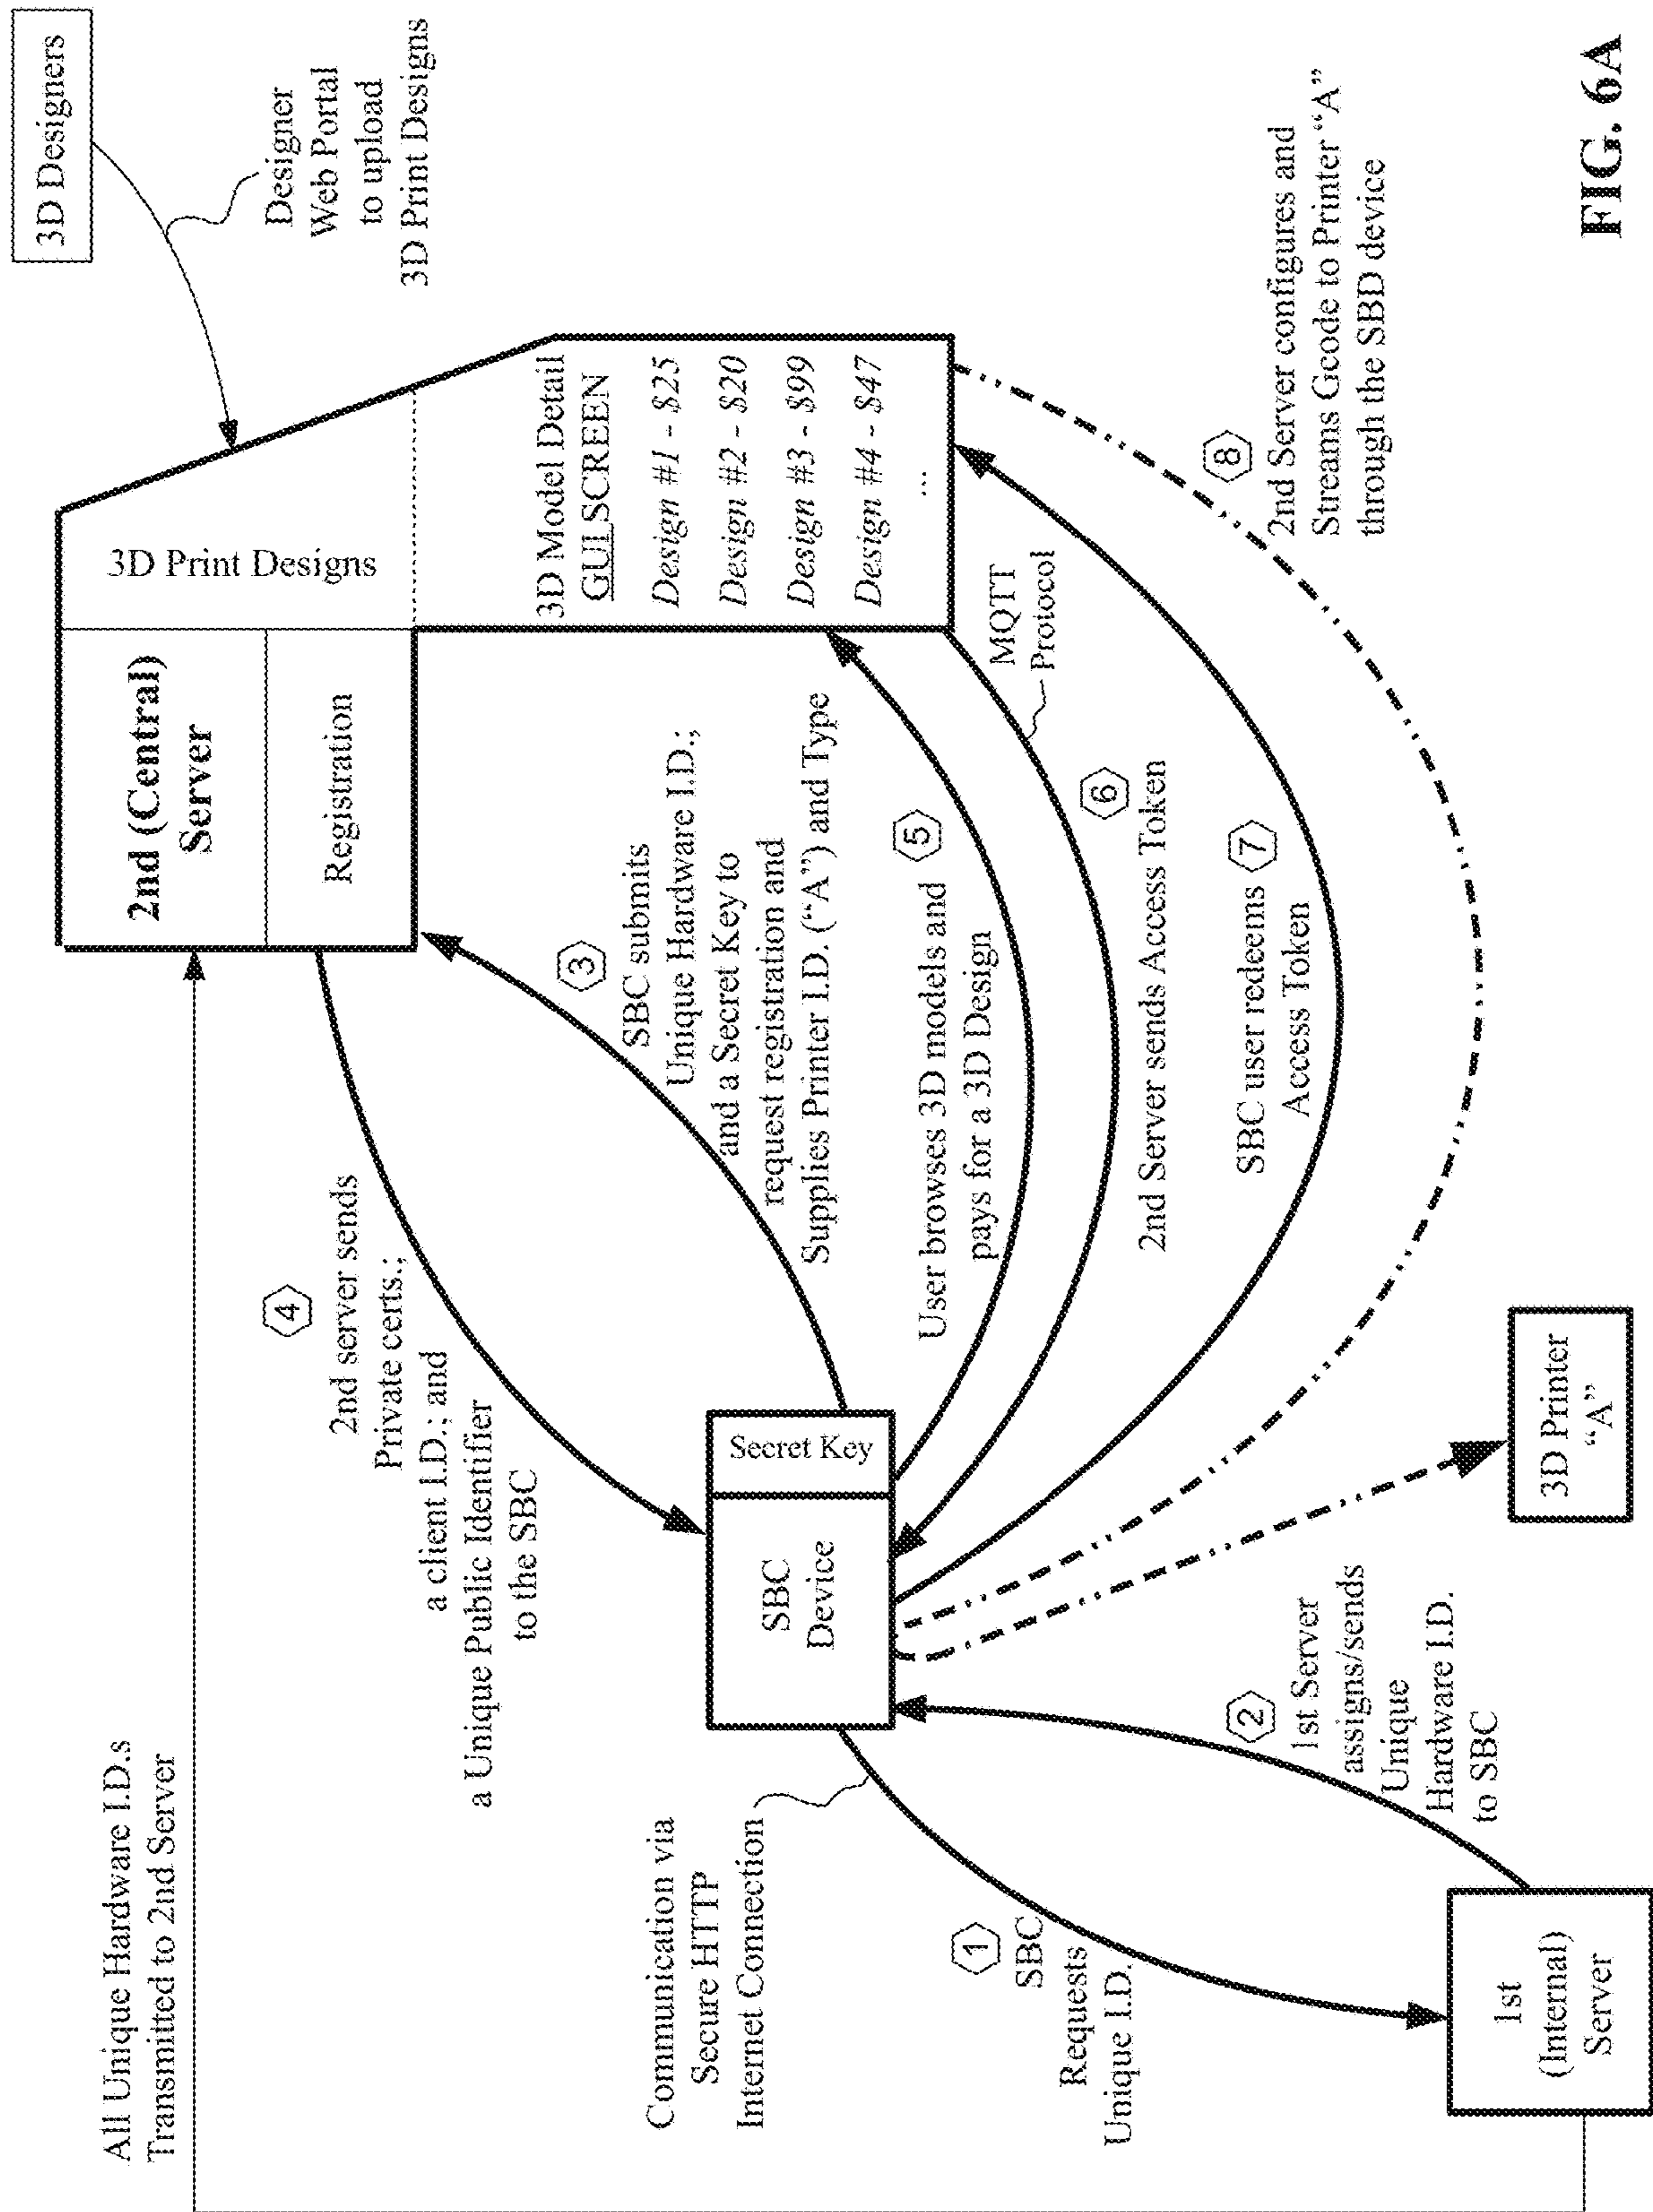 All Unique Hardware I.D.s
Transmitted to 2nd Server
3D Designers
Designer
Web Portal
to upload
3D Print Designs
2nd (Central)
Server
Registration
3D Print Designs
3D Model Detail
GUI SCREEN
Design #1 - $25
Design #2 - $20
Design #3 - $99
Design #4 - $47
...
4
2nd server sends
Private certs.;
a client I.D.; and
a Unique Public Identifier
to the SBC
3
SBC submits
Unique Hardware I.D.;
and a Secret Key to
request registration and
Supplies Printer I.D. ("A") and Type
Communication via
Secure HTTP
Internet Connection
SBC
Device
Secret Key
5
User browses 3D models and
pays for a 3D Design
MQTT
Protocol
6
2nd Server sends Access Token
7
SBC user redeems
Access Token
8
2nd Server configures and
Streams Gcode to Printer "A"
through the SBD device
1
SBC
Requests
Unique I.D.
2
1st Server
assigns/sends
Unique
Hardware I.D.
to SBC
1st
(Internal)
Server
3D Printer
"A"
FIG. 6A